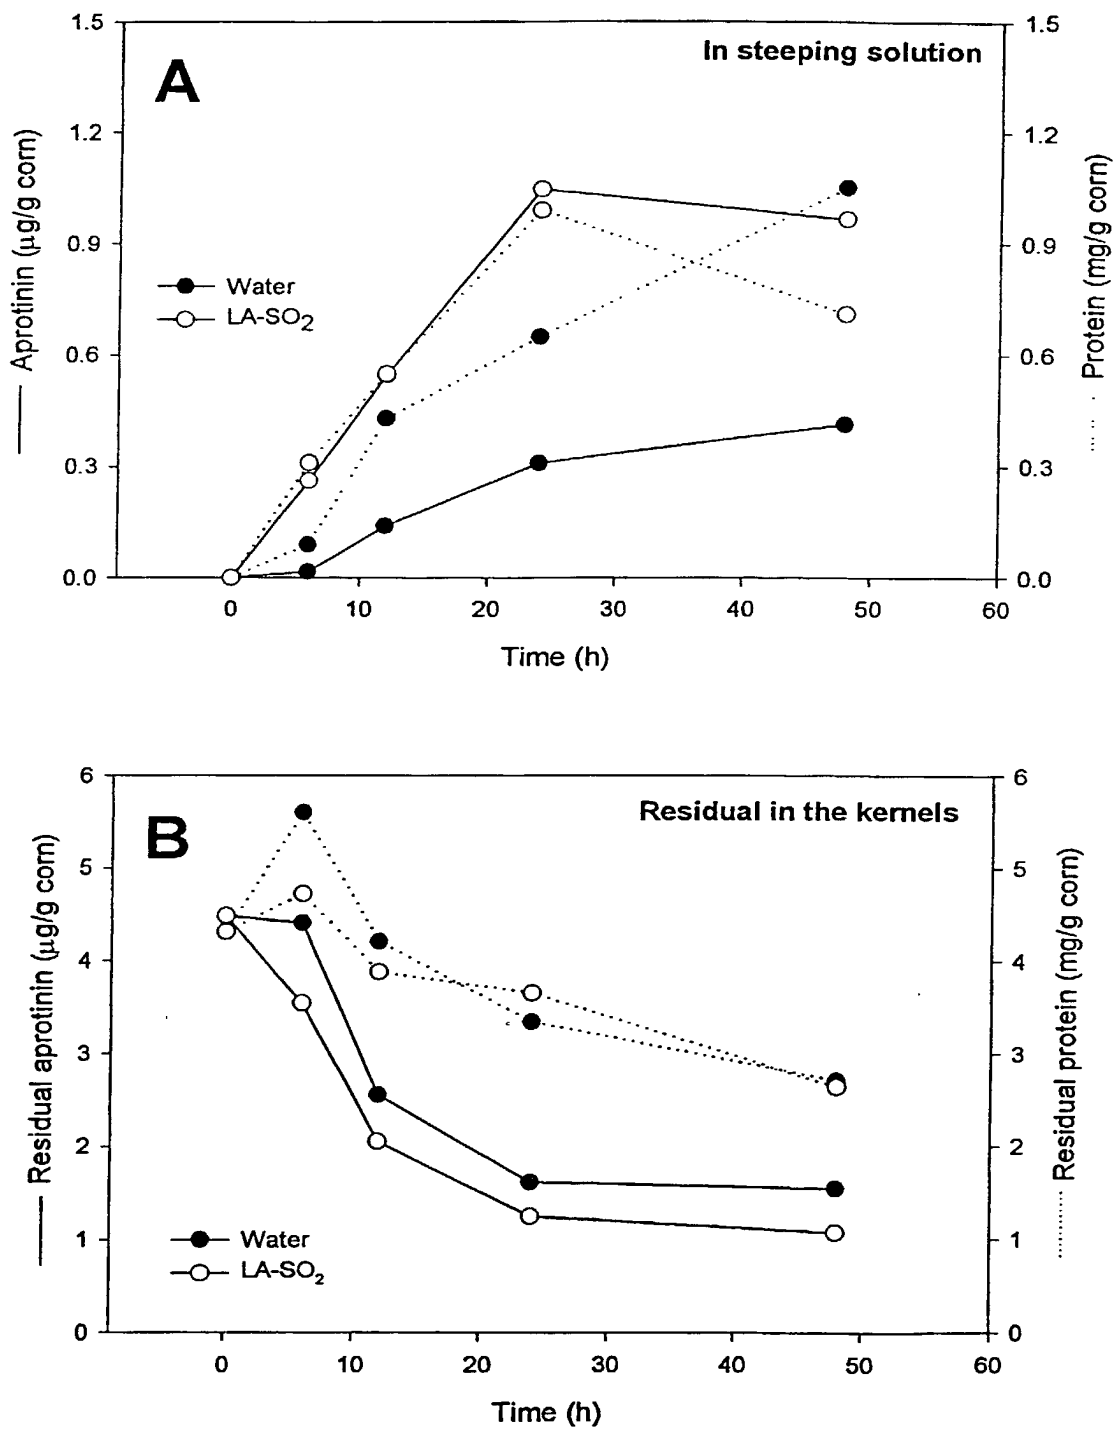 A
In steeping solution
1.5
1.2
0.9
0.6
0.3
0.0
1.5
1.2
0.9
0.6
0.3
0.0
Aprotinin (µg/g corn)
Protein (mg/g corn)
Water
LA-SO₂
0 10 20 30 40 50 60
Time (h)
B
Residual in the kernels
6
5
4
3
2
1
0
6
5
4
3
2
1
0
Residual aprotinin (µg/g corn)
Residual protein (mg/g corn)
Water
LA-SO₂
0 10 20 30 40 50 60
Time (h)